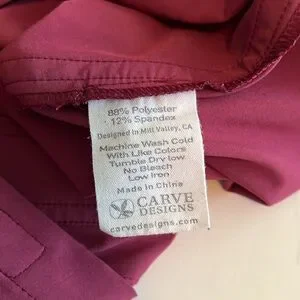 88% Polyester
12% Spandex
Designed in Mill Valley, CA
Machine Wash Cold
With Like Colors
Tumble Dry low
No Bleach
Low Iron
Made in China
CARVE
DESIGNS
carvedesigns.com